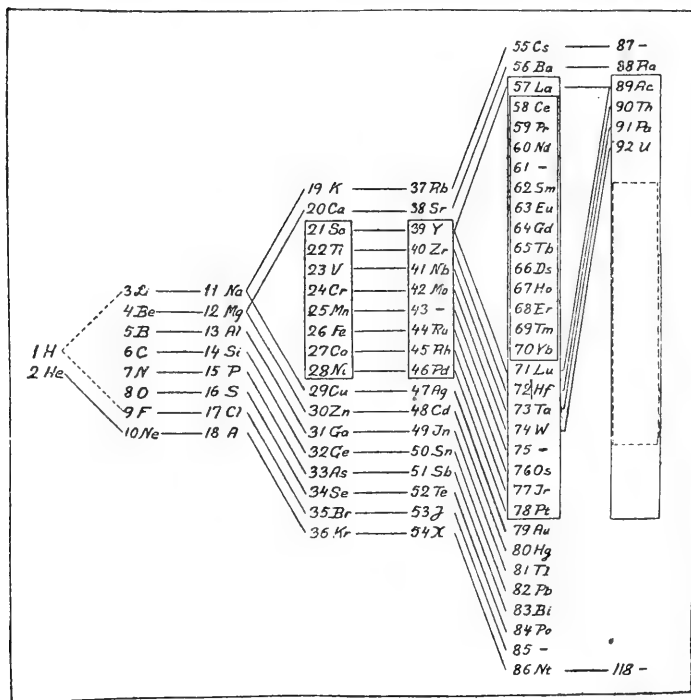 1 H
2 He
3 Li
4 Be
5 B
6 C
7 N
8 O
9 F
10 Ne
11 Na
12 Mg
13 Al
14 Si
15 P
16 S
17 Cl
18 A
19 K
20 Ca
21 Sc
22 Ti
23 V
24 Cr
25 Mn
26 Fe
27 Co
28 Ni
29 Cu
30 Zn
31 Ga
32 Ge
33 As
34 Se
35 Br
36 Kr
37 Rb
38 Sr
39 Y
40 Zr
41 Nb
42 Mo
43 -
44 Ru
45 Rh
46 Pd
47 Ag
48 Cd
49 Jn
50 Sn
51 Sb
52 Te
53 J
54 X
55 Cs
56 Ba
57 La
58 Ce
59 Pr
60 Nd
61 -
62 Sm
63 Eu
64 Gd
65 Tb
66 Ds
67 Ho
68 Er
69 Tm
70 Yb
71 Lu
72 Hf
73 Ta
74 W
75 -
76 Os
77 Jr
78 Pt
79 Au
80 Hg
81 Tl
82 Pb
83 Bi
84 Po
85 -
86 Nt
87 -
88 Ra
89 Ac
90 Th
91 Pa
92 U
118 -